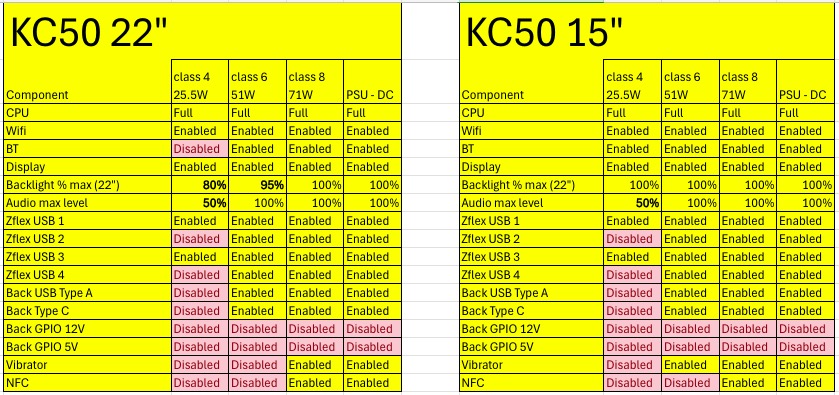 KC50 22"
Component class 4 25.5W class 6 51W class 8 71W PSU - DC
CPU Full Full Full Full
Wifi Enabled Enabled Enabled Enabled
BT Disabled Enabled Enabled Enabled
Display Enabled Enabled Enabled Enabled
Backlight % max (22") 80% 95% 100% 100%
Audio max level 50% 100% 100% 100%
Zflex USB 1 Enabled Enabled Enabled Enabled
Zflex USB 2 Disabled Enabled Enabled Enabled
Zflex USB 3 Enabled Enabled Enabled Enabled
Zflex USB 4 Disabled Enabled Enabled Enabled
Back USB Type A Disabled Enabled Enabled Enabled
Back Type C Disabled Enabled Enabled Enabled
Back GPIO 12V Disabled Disabled Disabled Disabled
Back GPIO 5V Disabled Disabled Disabled Disabled
Vibrator Disabled Disabled Enabled Enabled
NFC Disabled Disabled Enabled Enabled
KC50 15"
Component class 4 25.5W class 6 51W class 8 71W PSU - DC
CPU Full Full Full Full
Wifi Enabled Enabled Enabled Enabled
BT Enabled Enabled Enabled Enabled
Display Enabled Enabled Enabled Enabled
Backlight % max (22") 100% 100% 100% 100%
Audio max level 50% 100% 100% 100%
Zflex USB 1 Enabled Enabled Enabled Enabled
Zflex USB 2 Disabled Enabled Enabled Enabled
Zflex USB 3 Enabled Enabled Enabled Enabled
Zflex USB 4 Disabled Enabled Enabled Enabled
Back USB Type A Disabled Enabled Enabled Enabled
Back Type C Disabled Enabled Enabled Enabled
Back GPIO 12V Disabled Disabled Disabled Disabled
Back GPIO 5V Disabled Disabled Disabled Disabled
Vibrator Disabled Enabled Enabled Enabled
NFC Disabled Disabled Enabled Enabled